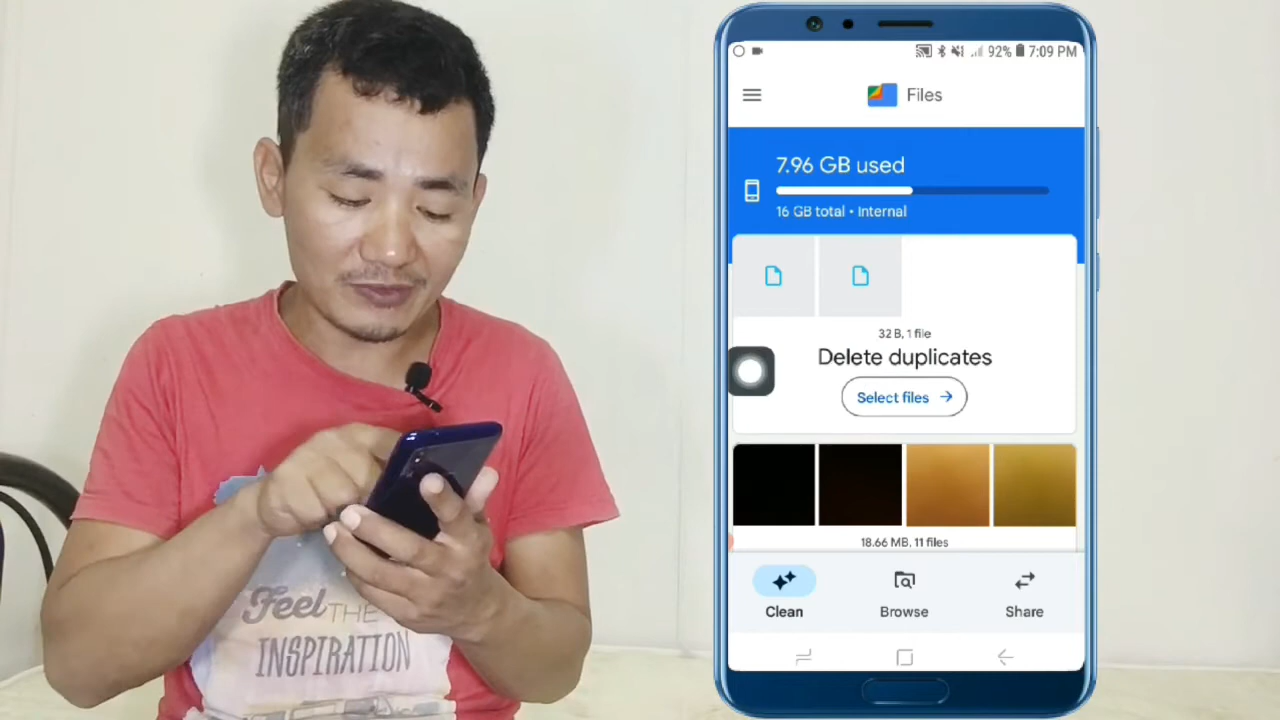 Feel THE
INSPIRATION
92% 7:09 PM
Files
7.96 GB used
16 GB total • Internal
32 B, 1 file
Delete duplicates
Select files
18.66 MB, 11 files
Clean
Browse
Share